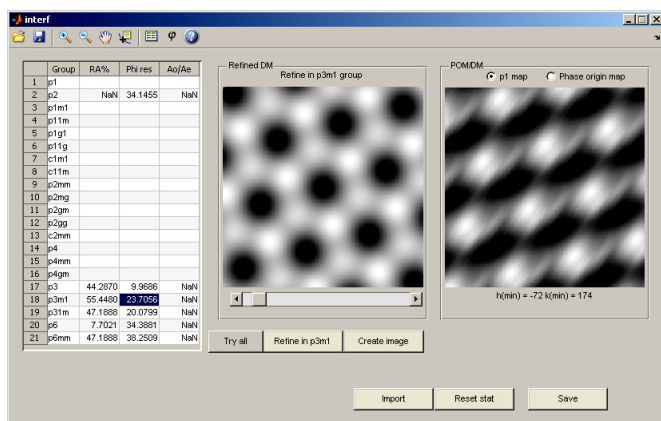 interf
Group RA% Phi res Ao/Ae
1 p1
2 p2 NaN 34.1455 NaN
3 p1m1
4 p11m
5 p1g1
6 p11g
7 c1m1
8 c11m
9 p2mm
10 p2mg
11 p2gm
12 p2gg
13 c2mm
14 p4
15 p4mm
16 p4gm
17 p3 44.2870 9.9686 NaN
18 p3m1 55.4480 23.7056 NaN
19 p31m 47.1888 20.0799 NaN
20 p6 7.7021 34.3881 NaN
21 p6mm 47.1888 38.2509 NaN
Refined DM
Refine in p3m1 group
POM/DM
p1 map Phase origin map
h(min) = -72 k(min) = 174
Try all Refine in p3m1 Create image
Import Reset stat Save